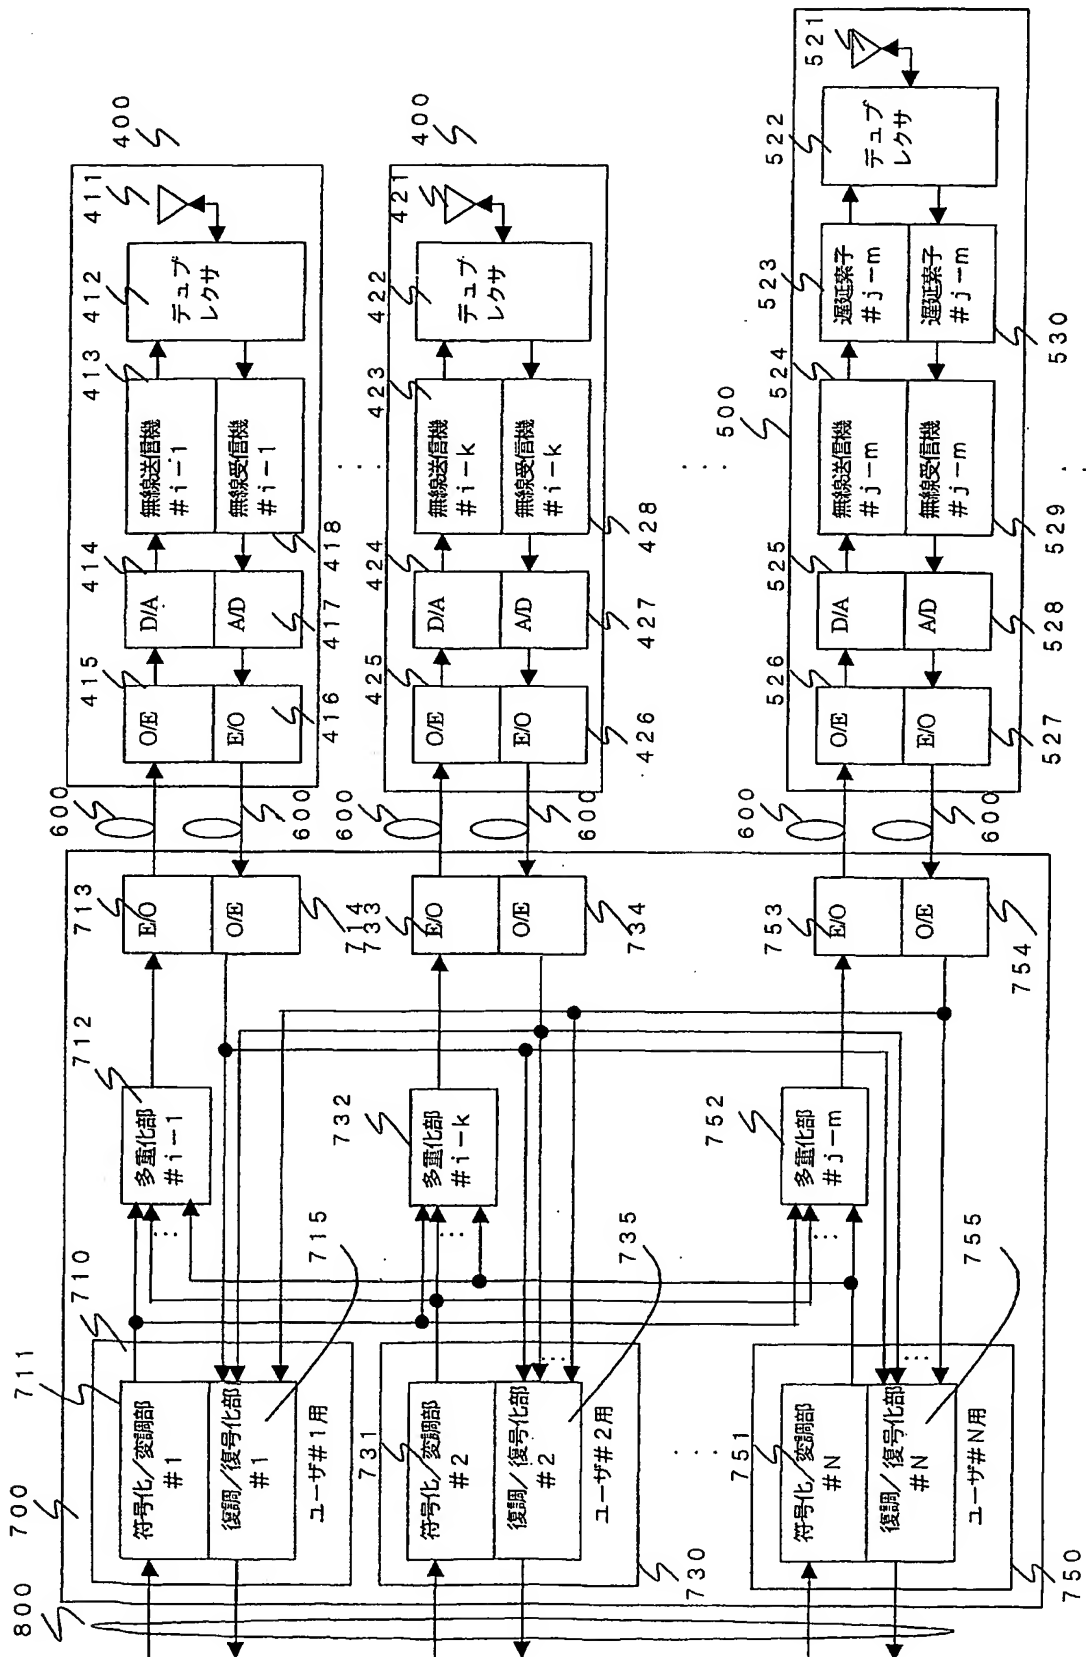 800
700
711
710
712
713
600
415
414
413
412
411
400
符号化／変調部
#1
復調／復号化部
#1
ユーザ#1用
多重化部
#i-1
E/O
O/E
O/E
E/O
D/A
A/D
無線送信機
#i-1
無線受信機
#i-1
デュプ
レクサ
715
714
600
416
417
418
731
732
733
600
425
424
423
422
421
400
符号化／変調部
#2
復調／復号化部
#2
ユーザ#2用
多重化部
#i-k
E/O
O/E
O/E
E/O
D/A
A/D
無線送信機
#i-k
無線受信機
#i-k
デュプ
レクサ
730
735
734
600
426
427
428
500
751
752
753
600
526
525
524
523
522
521
符号化／変調部
#N
復調／復号化部
#N
ユーザ#N用
多重化部
#j-m
E/O
O/E
O/E
E/O
D/A
A/D
無線送信機
#j-m
無線受信機
#j-m
遅延素子
#j-m
遅延素子
#j-m
デュプ
レクサ
750
755
754
600
527
528
529
530